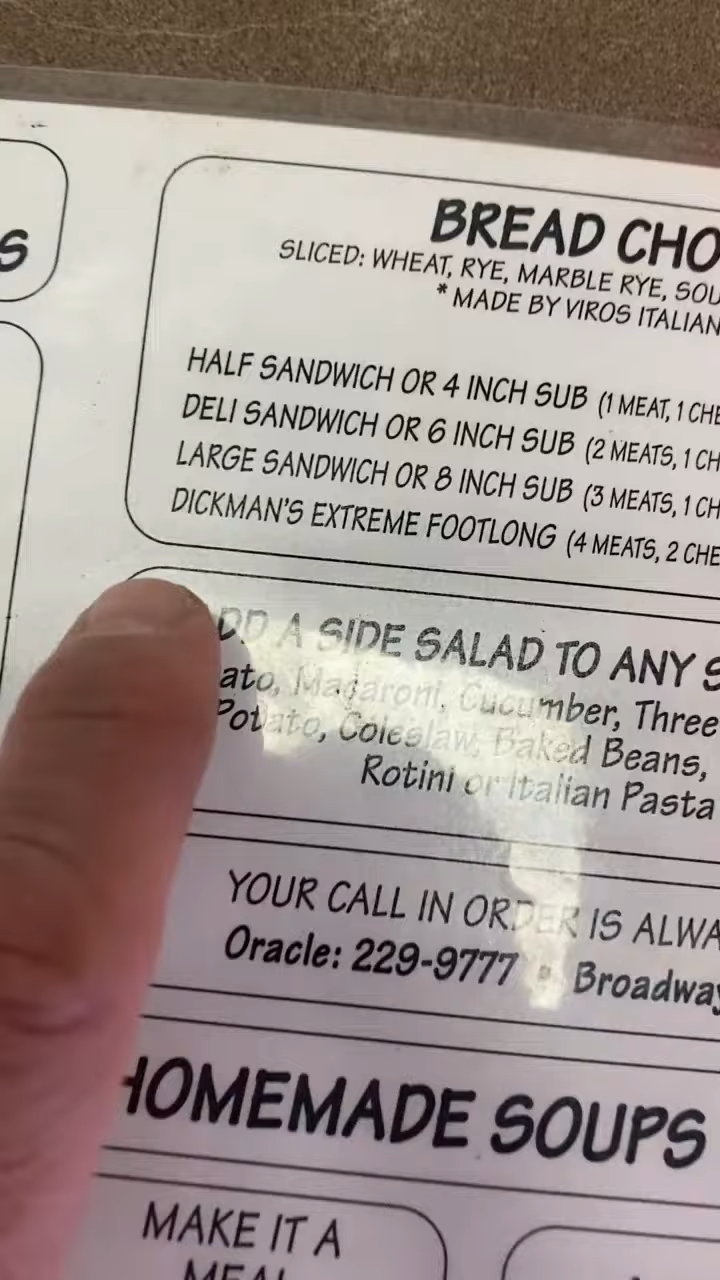 S
BREAD CHO
SLICED: WHEAT, RYE, MARBLE RYE, SOU
* MADE BY VIROS ITALIAN
HALF SANDWICH OR 4 INCH SUB (1 MEAT, 1 CHE
DELI SANDWICH OR 6 INCH SUB (2 MEATS, 1 CH
LARGE SANDWICH OR 8 INCH SUB (3 MEATS, 1 CH
DICKMAN'S EXTREME FOOTLONG (4 MEATS, 2 CHE
DD A SIDE SALAD TO ANY S
ato, Macaroni, Cucumber, Three
Potato, Coleslaw, Baked Beans,
Rotini or Italian Pasta
YOUR CALL IN ORDER IS ALWA
Oracle: 229-9777 • Broadway
HOMEMADE SOUPS
MAKE IT A
MEAL